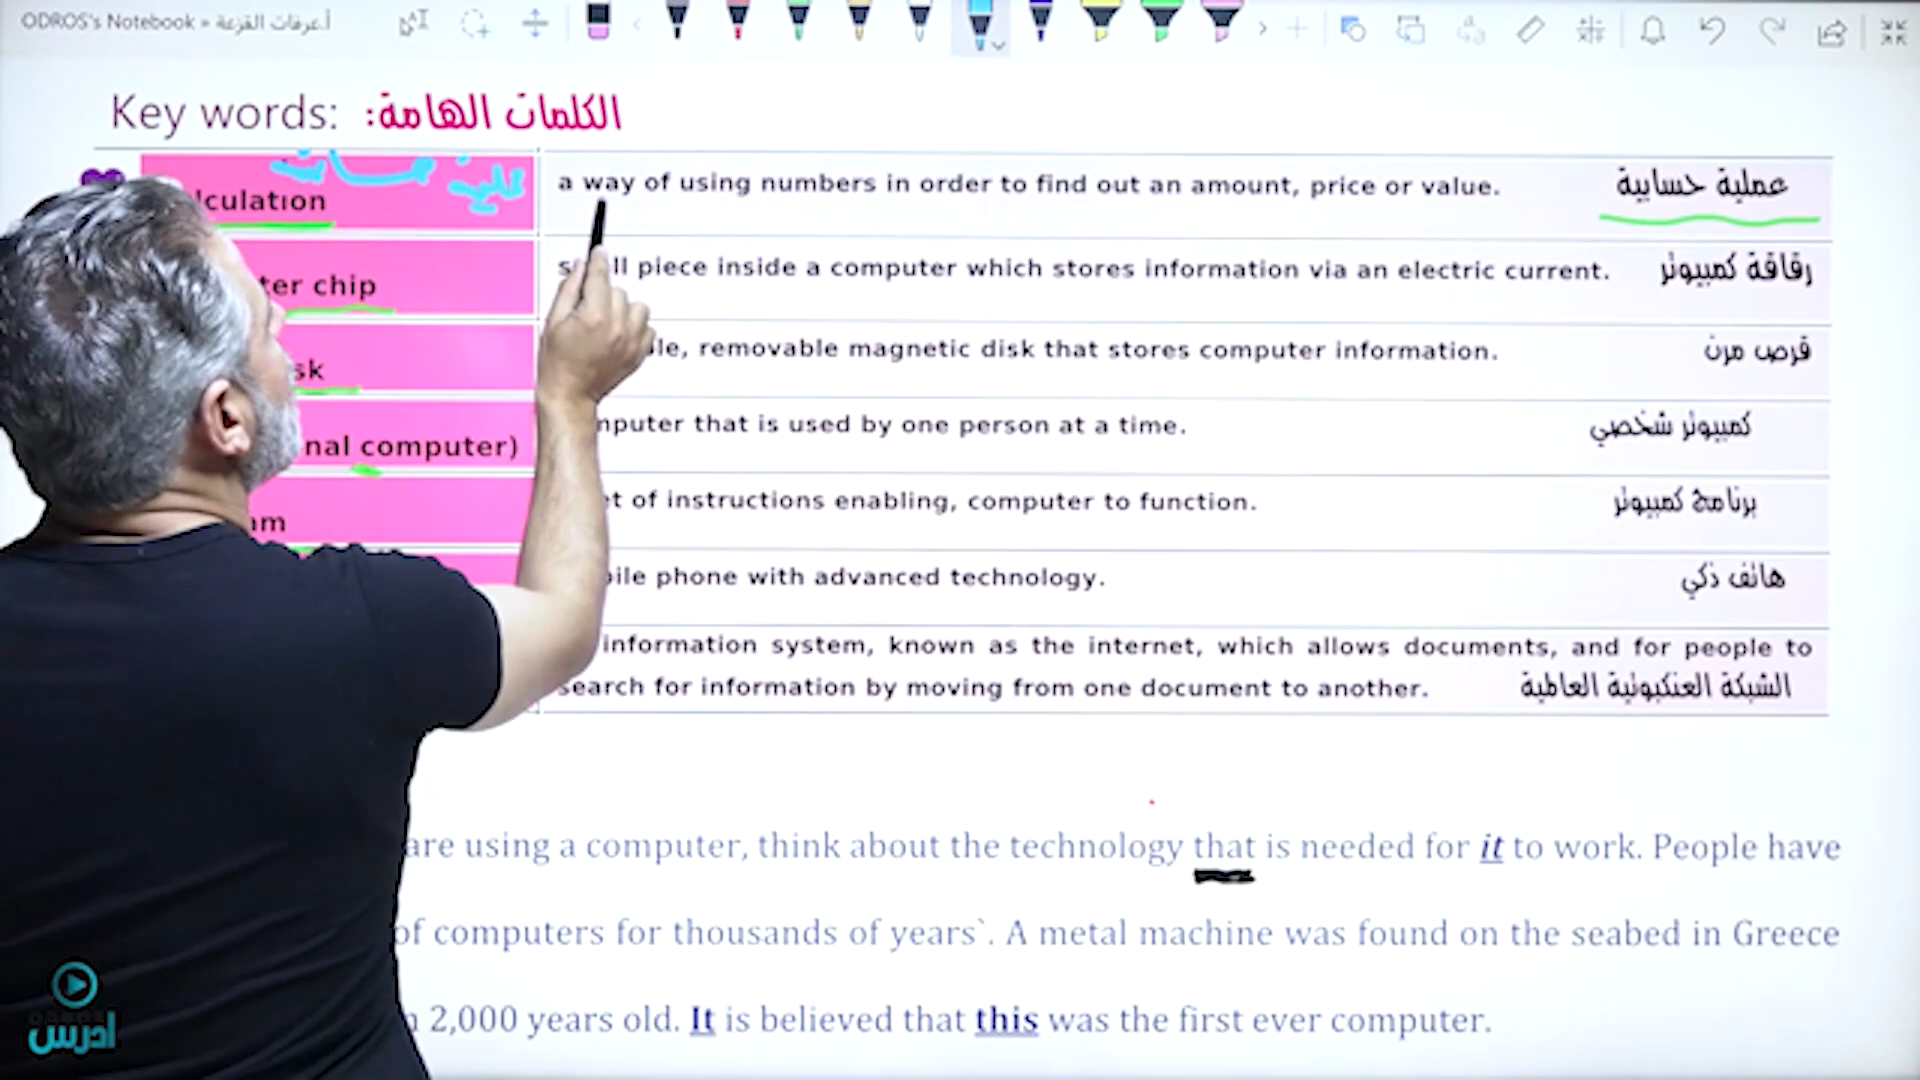 ODROS's Notebook » أ.عرفات القزعة
Key words: الكلمات الهامة:
lculation a way of using numbers in order to find out an amount, price or value. عملية حسابية
ter chip ll piece inside a computer which stores information via an electric current. رقاقة كمبيوتر
sk le, removable magnetic disk that stores computer information. قرص مرن
nal computer) mputer that is used by one person at a time. كمبيوتر شخصي
am t of instructions enabling, computer to function. برنامج كمبيوتر
ile phone with advanced technology. هاتف ذكي
information system, known as the internet, which allows documents, and for people to
search for information by moving from one document to another. الشبكة العنكبوتية العالمية
are using a computer, think about the technology that is needed for it to work. People have
of computers for thousands of years`. A metal machine was found on the seabed in Greece
2,000 years old. It is believed that this was the first ever computer.
ادرس